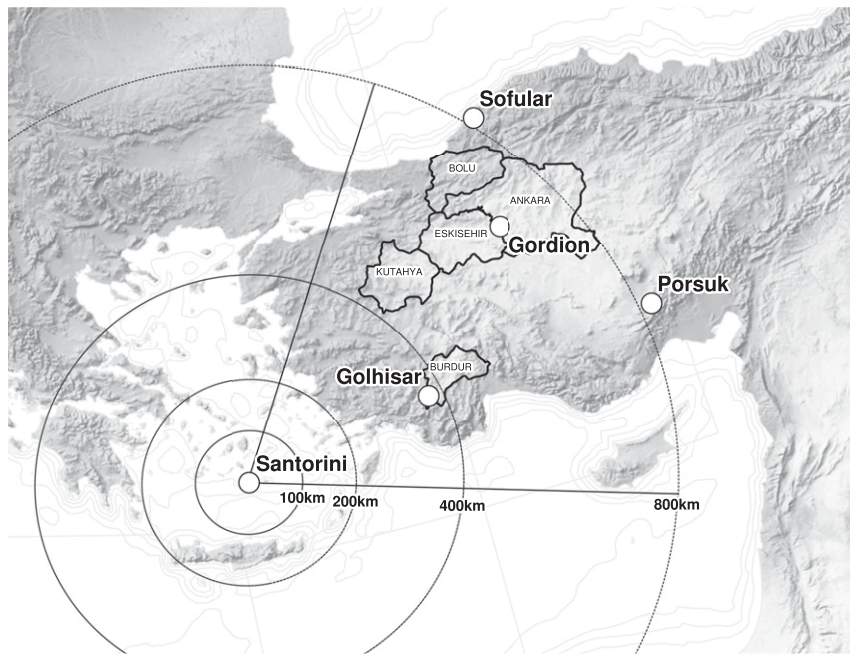 Sofular
BOLU
ANKARA
ESKISEHIR
Gordion
KUTAHYA
Porsuk
BURDUR
Golhisar
Santorini
100km
200km
400km
800km